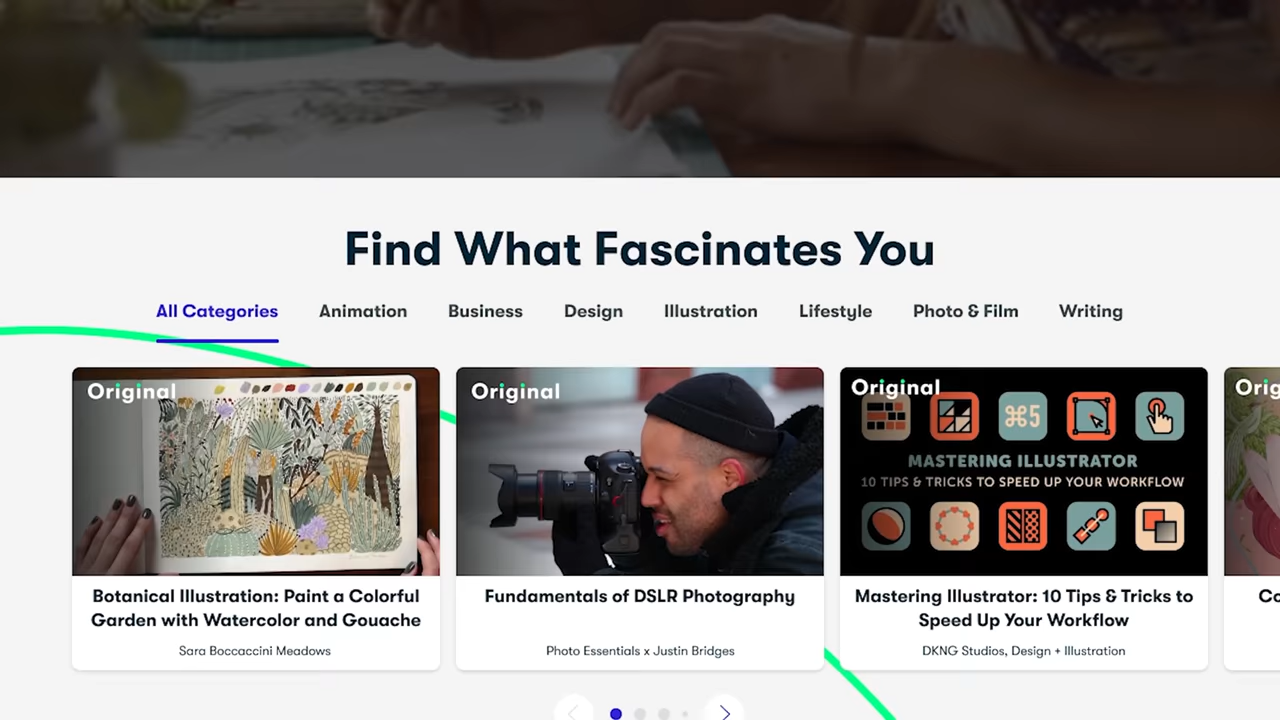 Find What Fascinates You
All Categories Animation Business Design Illustration Lifestyle Photo & Film Writing
Original
Original
Original
⌘5
MASTERING ILLUSTRATOR
10 TIPS & TRICKS TO SPEED UP YOUR WORKFLOW
Botanical Illustration: Paint a Colorful
Garden with Watercolor and Gouache
Sara Boccaccini Meadows
Fundamentals of DSLR Photography
Photo Essentials x Justin Bridges
Mastering Illustrator: 10 Tips & Tricks to
Speed Up Your Workflow
DKNG Studios, Design + Illustration